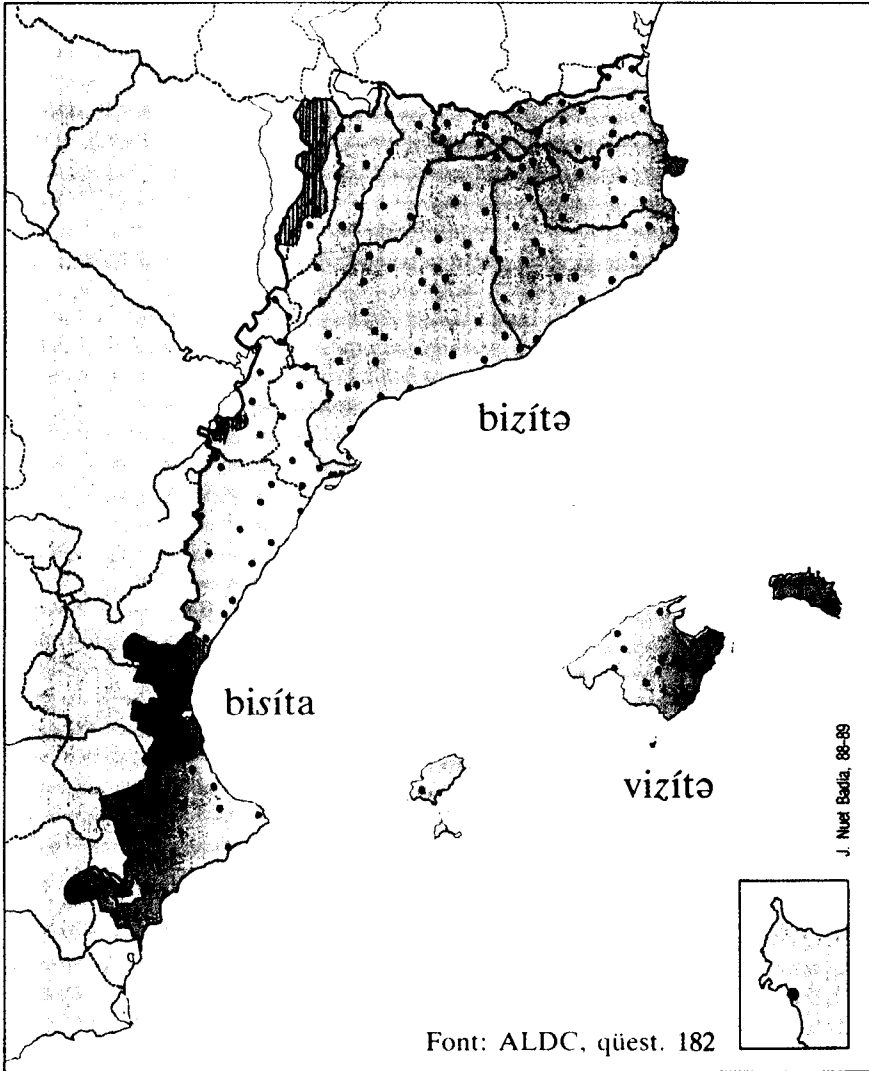 bizítə
bisíta
vizítə
J. Nuet Badia, 88-89
Font: ALDC, qüest. 182